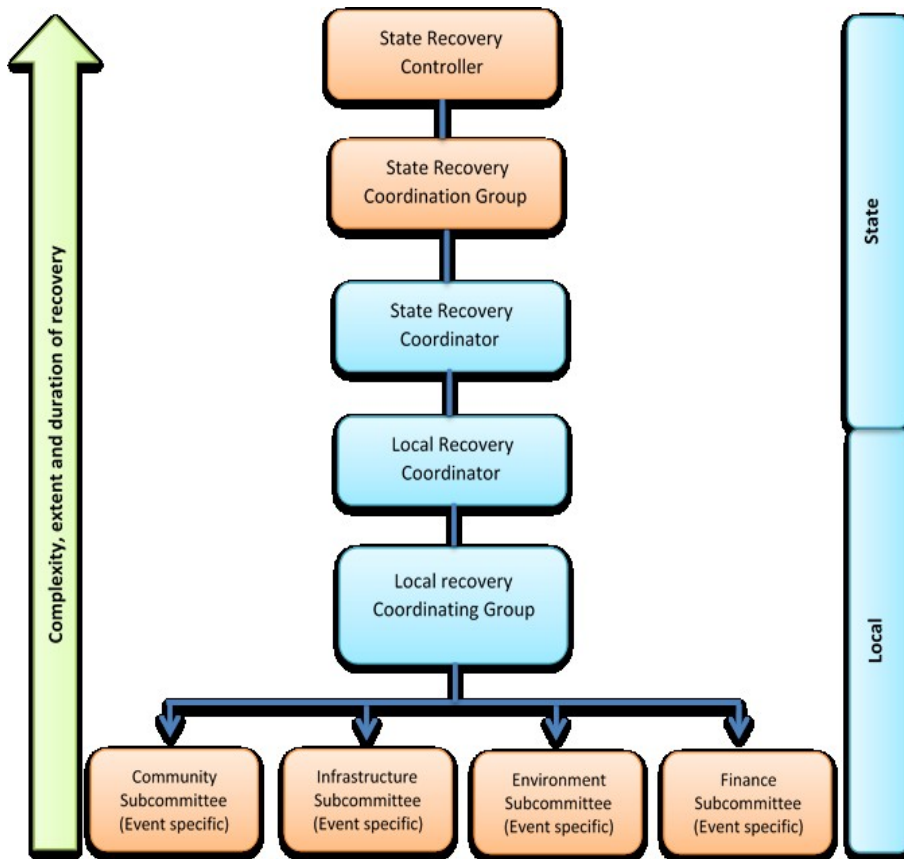 State Recovery
Controller
State Recovery
Coordination Group
State Recovery
Coordinator
Local Recovery
Coordinator
Local recovery
Coordinating Group
Community
Subcommittee
(Event specific)
Infrastructure
Subcommittee
(Event specific)
Environment
Subcommittee
(Event specific)
Finance
Subcommittee
(Event specific)
Complexity, extent and duration of recovery
State
Local